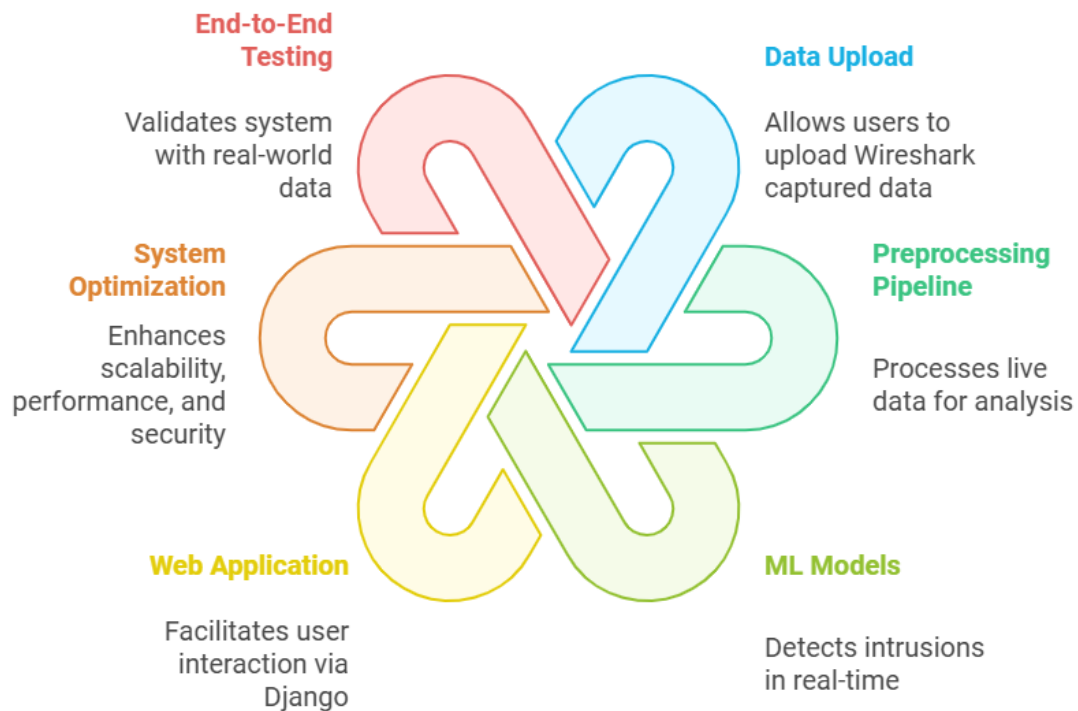 End-to-End
Testing
Validates system
with real-world
data
Data Upload
Allows users to
upload Wireshark
captured data
System
Optimization
Enhances
scalability,
performance, and
security
Preprocessing
Pipeline
Processes live
data for analysis
Web Application
Facilitates user
interaction via
Django
ML Models
Detects intrusions
in real-time